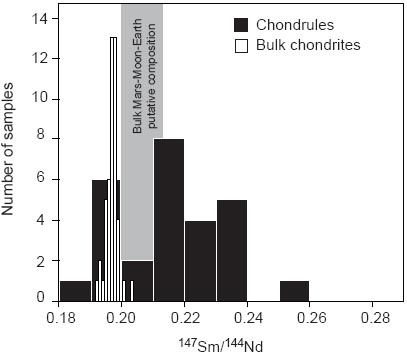 14
12
10
8
6
4
2
0
Number of samples
Bulk Mars-Moon-Earth
putative composition
Chondrules
Bulk chondrites
0.18 0.20 0.22 0.24 0.26 0.28
147Sm/144Nd